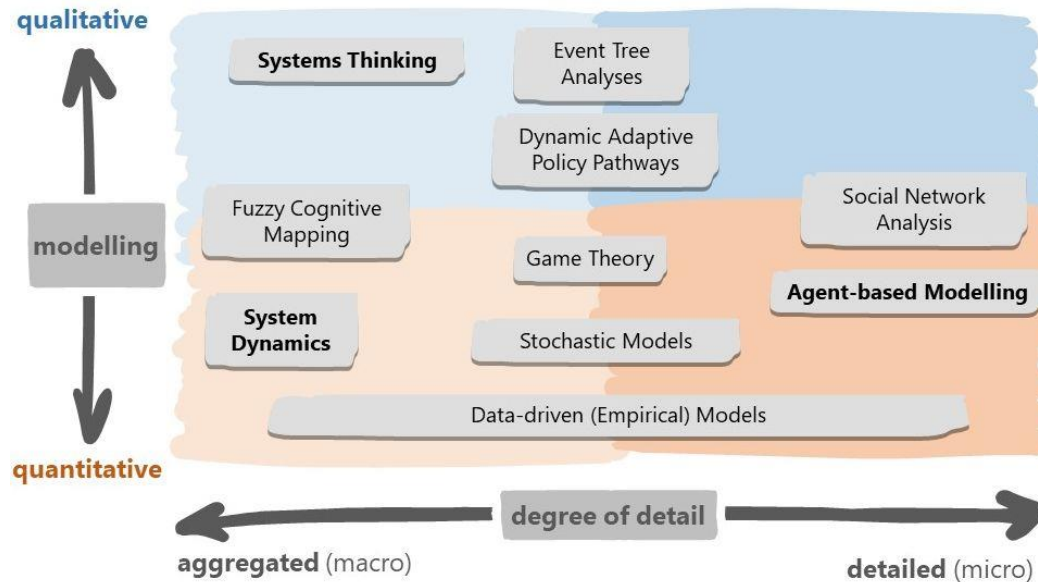 qualitative
Systems Thinking
Event Tree
Analyses
Dynamic Adaptive
Policy Pathways
Fuzzy Cognitive
Mapping
Social Network
Analysis
modelling
Game Theory
Agent-based Modelling
System
Dynamics
Stochastic Models
Data-driven (Empirical) Models
quantitative
degree of detail
aggregated (macro)
detailed (micro)